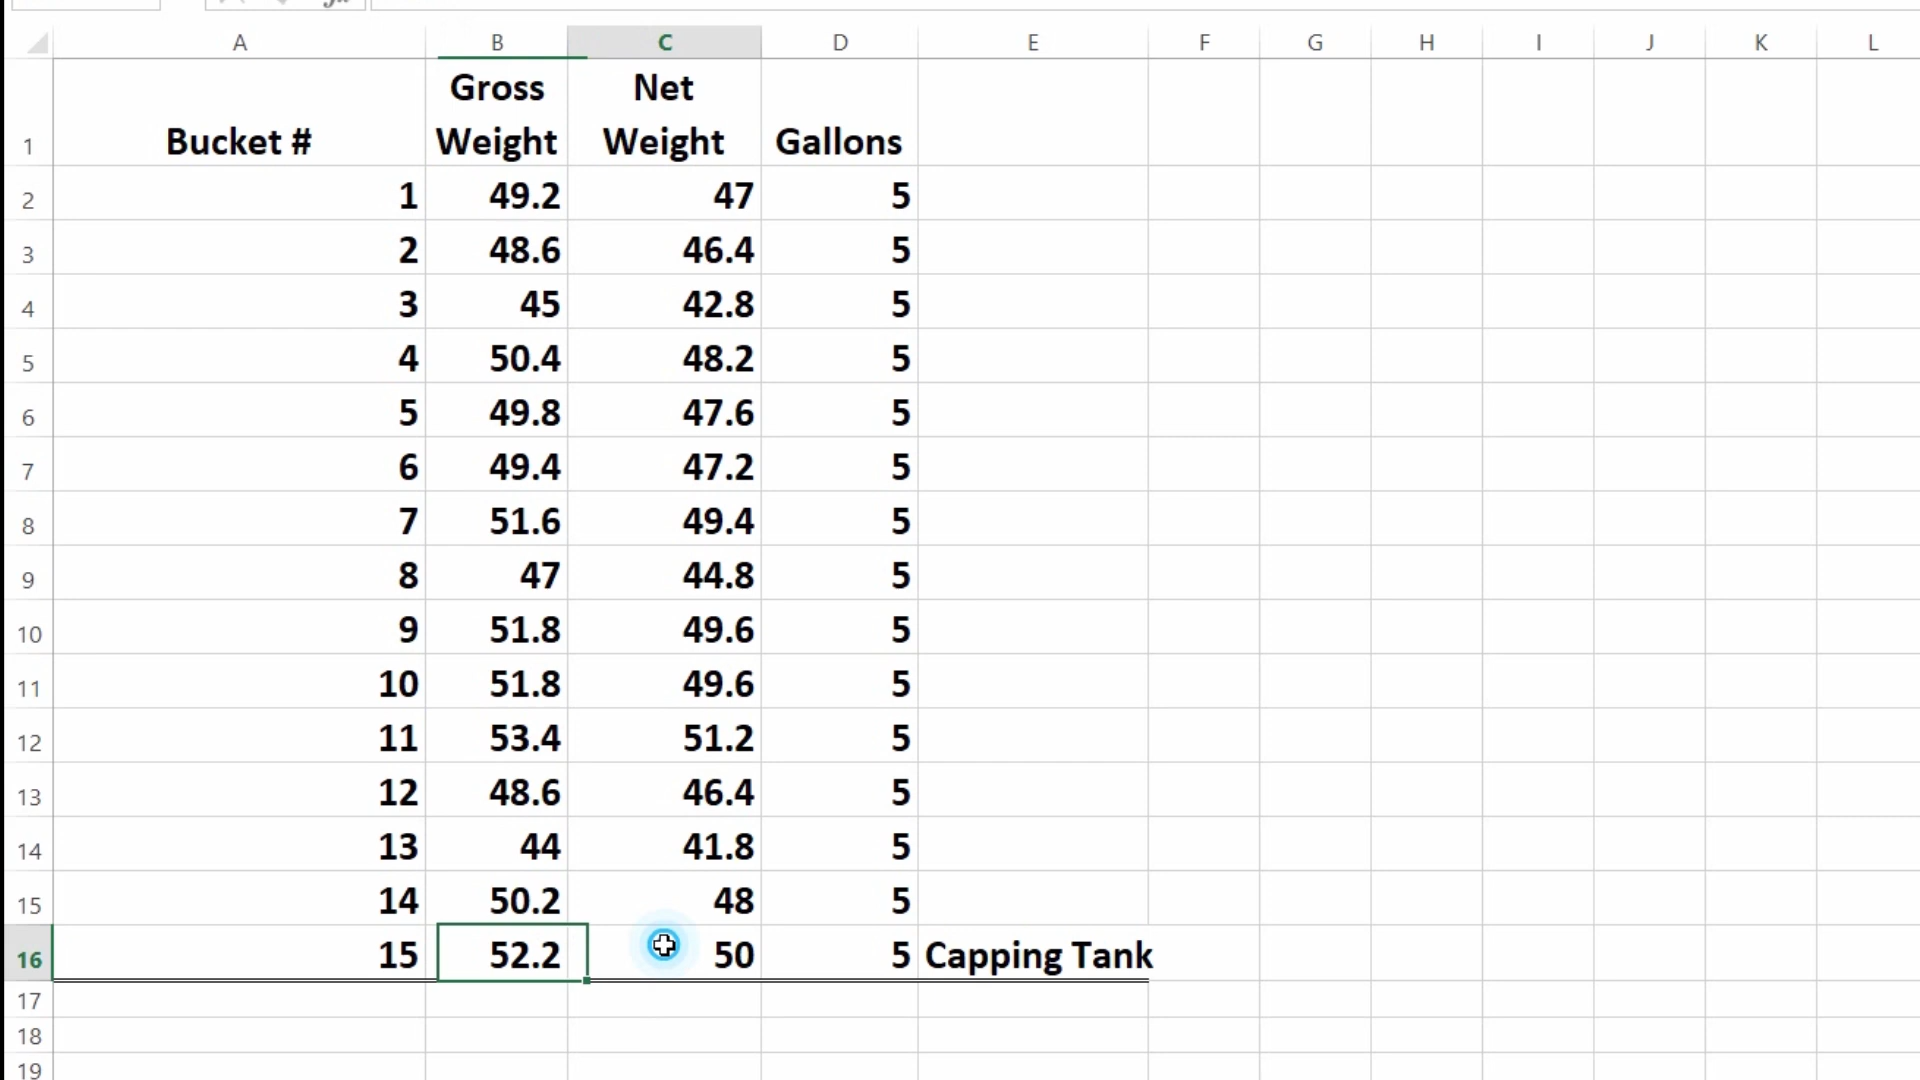 A B C D E F G H I J K L
Gross Net
1 Bucket # Weight Weight Gallons
2 1 49.2 47 5
3 2 48.6 46.4 5
4 3 45 42.8 5
5 4 50.4 48.2 5
6 5 49.8 47.6 5
7 6 49.4 47.2 5
8 7 51.6 49.4 5
9 8 47 44.8 5
10 9 51.8 49.6 5
11 10 51.8 49.6 5
12 11 53.4 51.2 5
13 12 48.6 46.4 5
14 13 44 41.8 5
15 14 50.2 48 5
16 15 52.2 50 5 Capping Tank
17
18
19